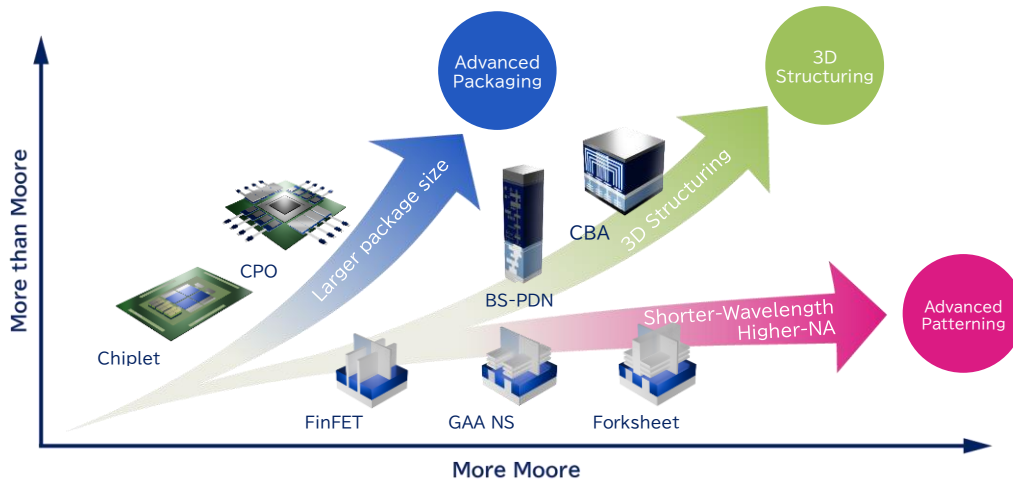 Advanced
Packaging
3D
Structuring
More than Moore
Larger package size
3D Structuring
CBA
CPO
BS-PDN
Shorter-Wavelength
Higher-NA
Advanced
Patterning
Chiplet
FinFET
GAA NS
Forksheet
More Moore